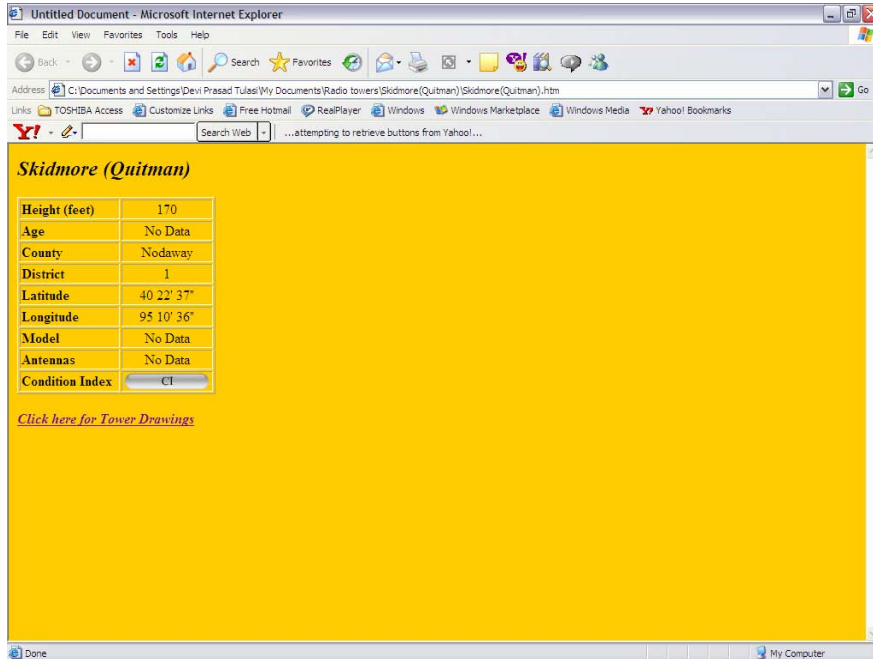 Untitled Document - Microsoft Internet Explorer
File Edit View Favorites Tools Help
Back Search Favorites
Address C:\Documents and Settings\Devi Prasad Tulasi\My Documents\Radio towers\Skidmore(Quitman)\Skidmore(Quitman).htm Go
Links TOSHIBA Access Customize Links Free Hotmail RealPlayer Windows Windows Marketplace Windows Media Yahoo! Bookmarks
Y! Search Web ...attempting to retrieve buttons from Yahoo!...
Skidmore (Quitman)
Height (feet) 170
Age No Data
County Nodaway
District 1
Latitude 40 22' 37"
Longitude 95 10' 36"
Model No Data
Antennas No Data
Condition Index CI
Click here for Tower Drawings
Done My Computer